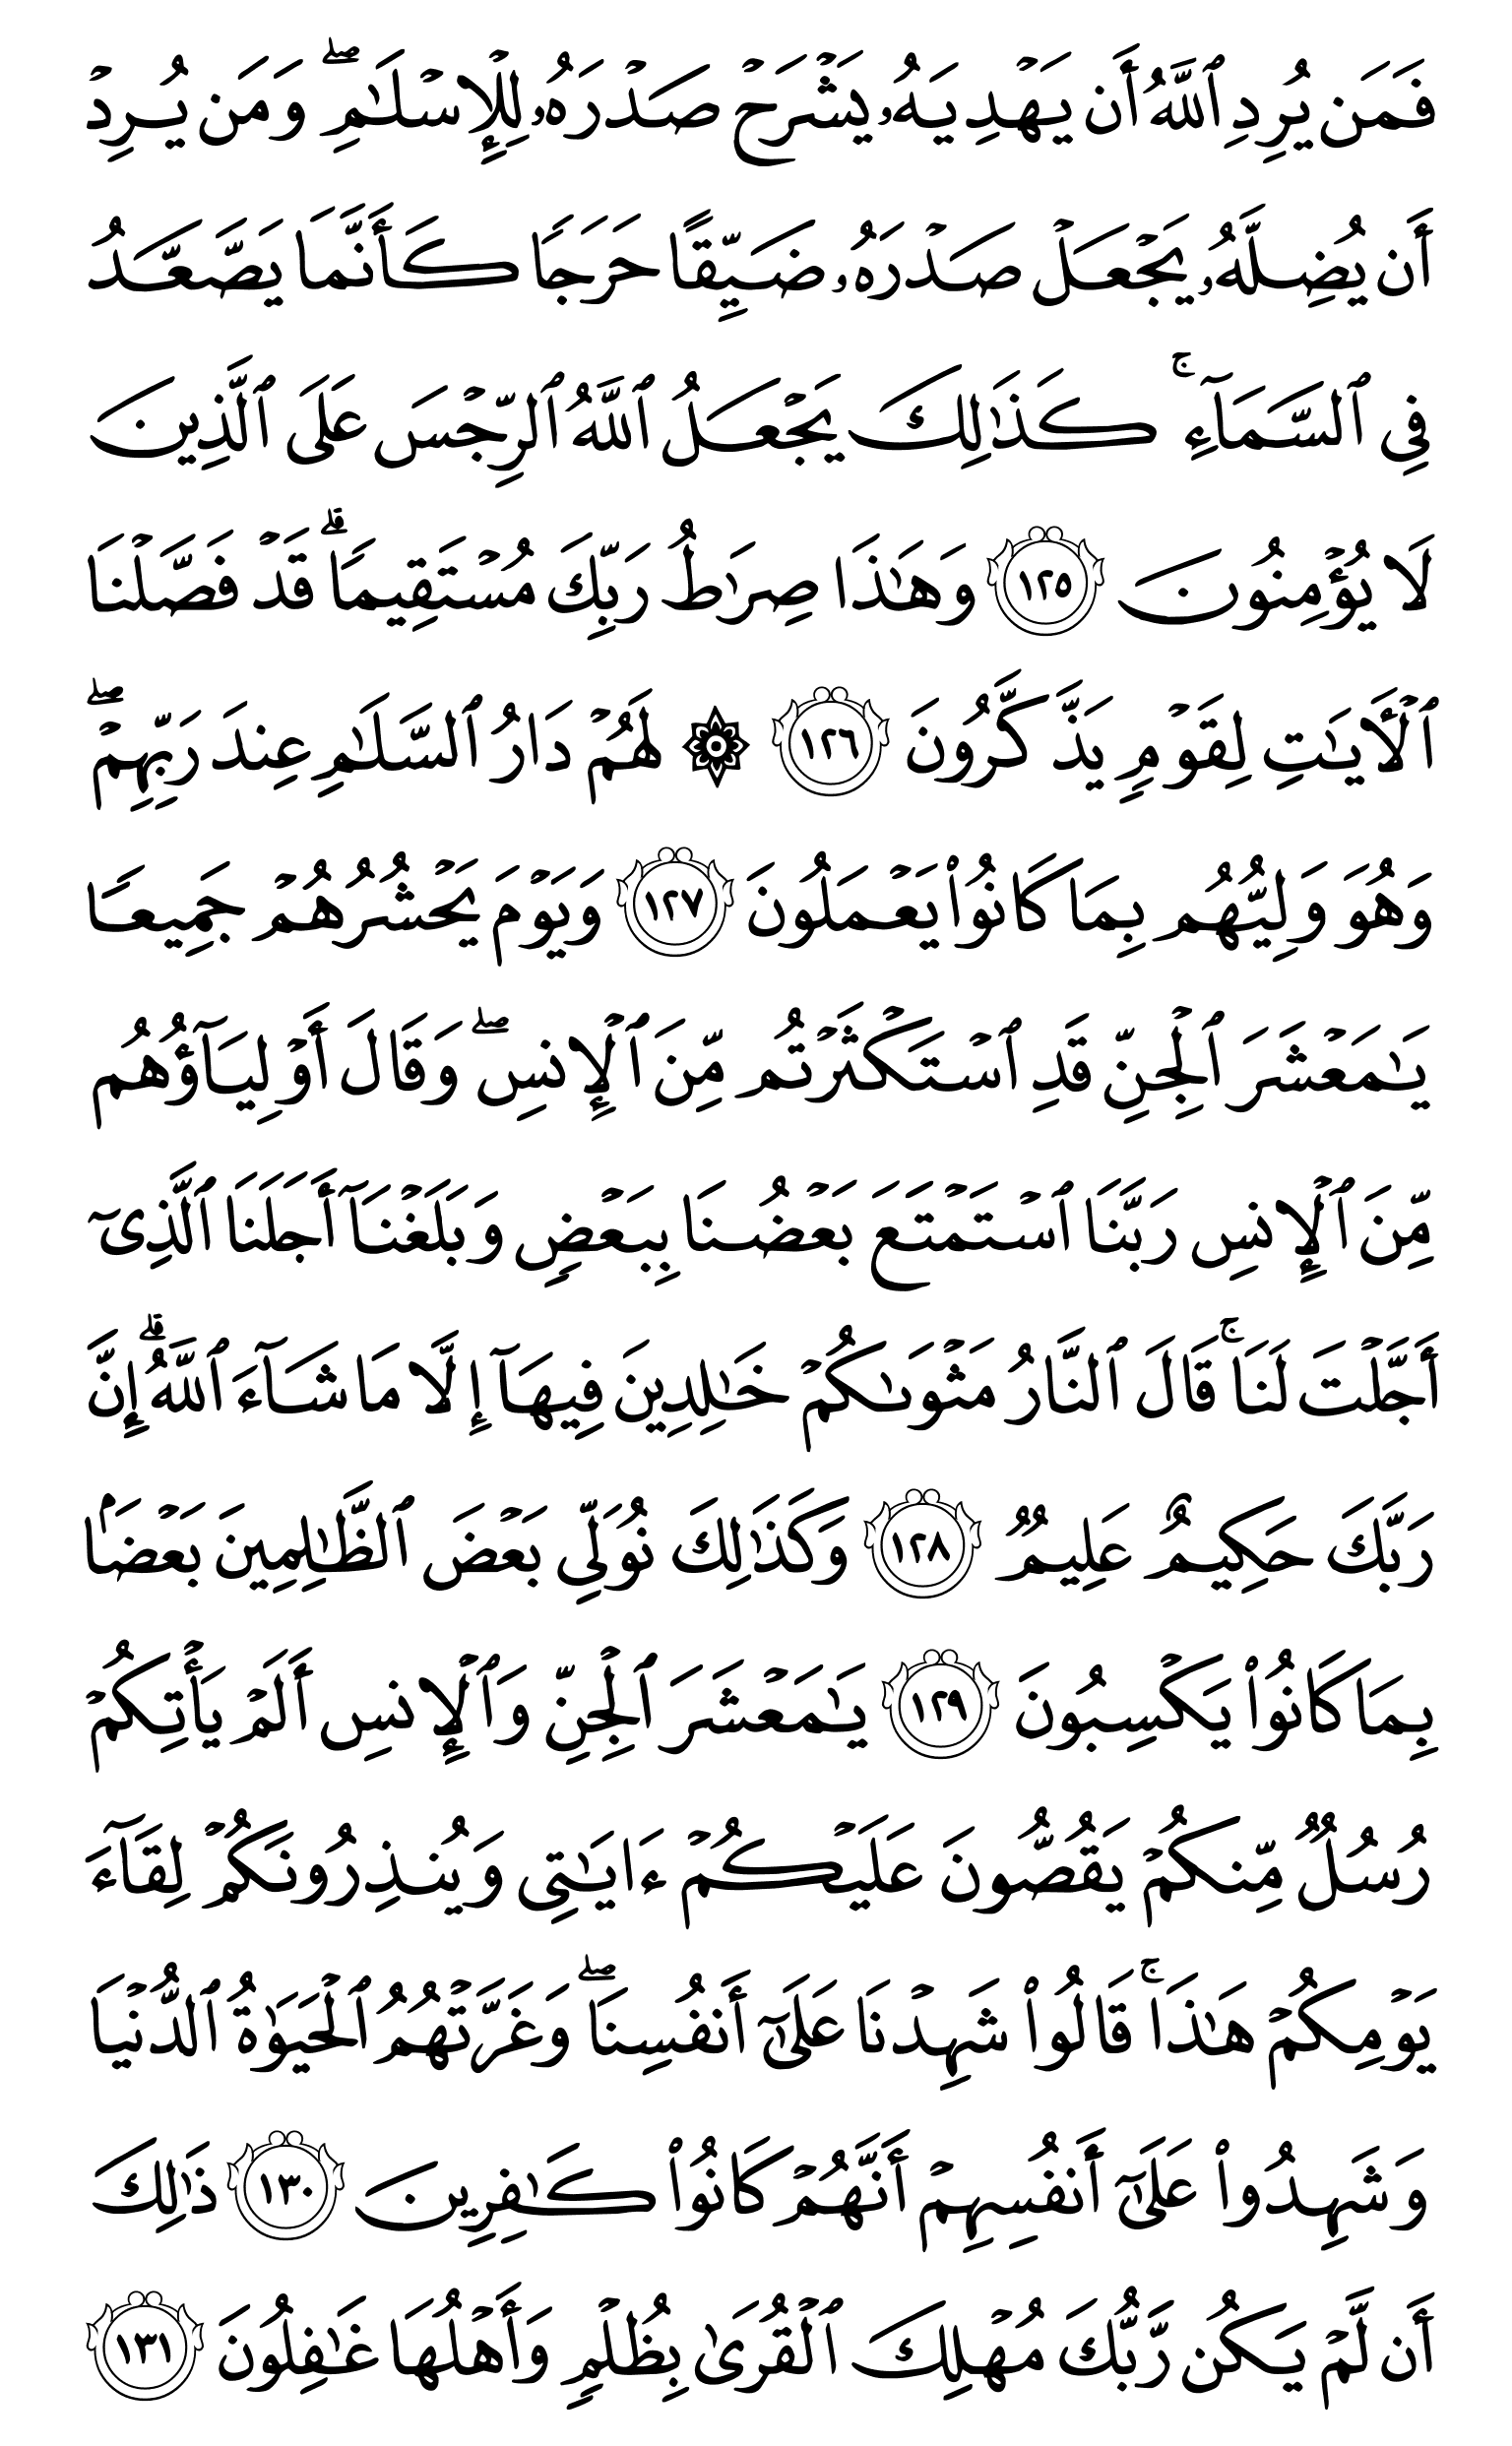 فَمَن يُرِدِ ٱللَّهُ أَن يَهۡدِيَهُۥ يَشۡرَحۡ صَدۡرَهُۥ لِلۡإِسۡلَٰمِۖ وَمَن يُرِدۡ
أَن يُضِلَّهُۥ يَجۡعَلۡ صَدۡرَهُۥ ضَيِّقًا حَرَجٗا كَأَنَّمَا يَصَّعَّدُ
فِي ٱلسَّمَآءِۚ كَذَٰلِكَ يَجۡعَلُ ٱللَّهُ ٱلرِّجۡسَ عَلَى ٱلَّذِينَ
لَا يُؤۡمِنُونَ ١٢٥ وَهَٰذَا صِرَٰطُ رَبِّكَ مُسۡتَقِيمٗاۗ قَدۡ فَصَّلۡنَا
ٱلۡأٓيَٰتِ لِقَوۡمٖ يَذَّكَّرُونَ ١٢٦ ۞ لَهُمۡ دَارُ ٱلسَّلَٰمِ عِندَ رَبِّهِمۡۖ
وَهُوَ وَلِيُّهُم بِمَا كَانُواْ يَعۡمَلُونَ ١٢٧ وَيَوۡمَ يَحۡشُرُهُمۡ جَمِيعٗا
يَٰمَعۡشَرَ ٱلۡجِنِّ قَدِ ٱسۡتَكۡثَرۡتُم مِّنَ ٱلۡإِنسِۖ وَقَالَ أَوۡلِيَآؤُهُم
مِّنَ ٱلۡإِنسِ رَبَّنَا ٱسۡتَمۡتَعَ بَعۡضُنَا بِبَعۡضٖ وَبَلَغۡنَآ أَجَلَنَا ٱلَّذِيٓ
أَجَّلۡتَ لَنَاۚ قَالَ ٱلنَّارُ مَثۡوَىٰكُمۡ خَٰلِدِينَ فِيهَآ إِلَّا مَا شَآءَ ٱللَّهُۗ إِنَّ
رَبَّكَ حَكِيمٌ عَلِيمٞ ١٢٨ وَكَذَٰلِكَ نُوَلِّي بَعۡضَ ٱلظَّٰلِمِينَ بَعۡضَۢا
بِمَا كَانُواْ يَكۡسِبُونَ ١٢٩ يَٰمَعۡشَرَ ٱلۡجِنِّ وَٱلۡإِنسِ أَلَمۡ يَأۡتِكُمۡ
رُسُلٞ مِّنكُمۡ يَقُصُّونَ عَلَيۡكُمۡ ءَايَٰتِي وَيُنذِرُونَكُمۡ لِقَآءَ
يَوۡمِكُمۡ هَٰذَاۚ قَالُواْ شَهِدۡنَا عَلَىٰٓ أَنفُسِنَاۖ وَغَرَّتۡهُمُ ٱلۡحَيَوٰةُ ٱلدُّنۡيَا
وَشَهِدُواْ عَلَىٰٓ أَنفُسِهِمۡ أَنَّهُمۡ كَانُواْ كَٰفِرِينَ ١٣٠ ذَٰلِكَ
أَن لَّمۡ يَكُن رَّبُّكَ مُهۡلِكَ ٱلۡقُرَىٰ بِظُلۡمٖ وَأَهۡلُهَا غَٰفِلُونَ ١٣١